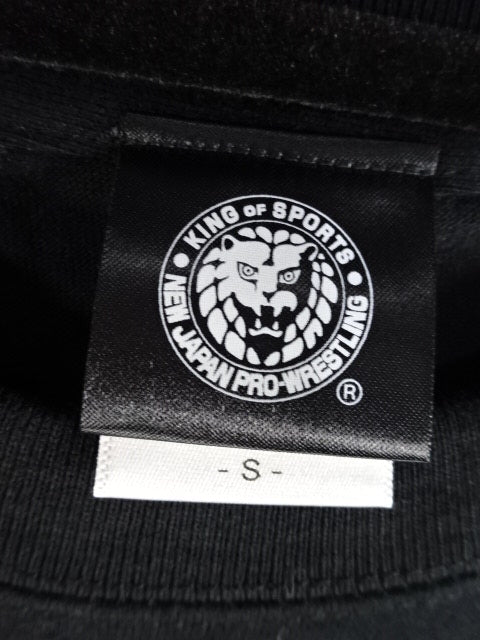 • KING OF SPORTS •
NEW JAPAN PRO-WRESTLING
®
- S -